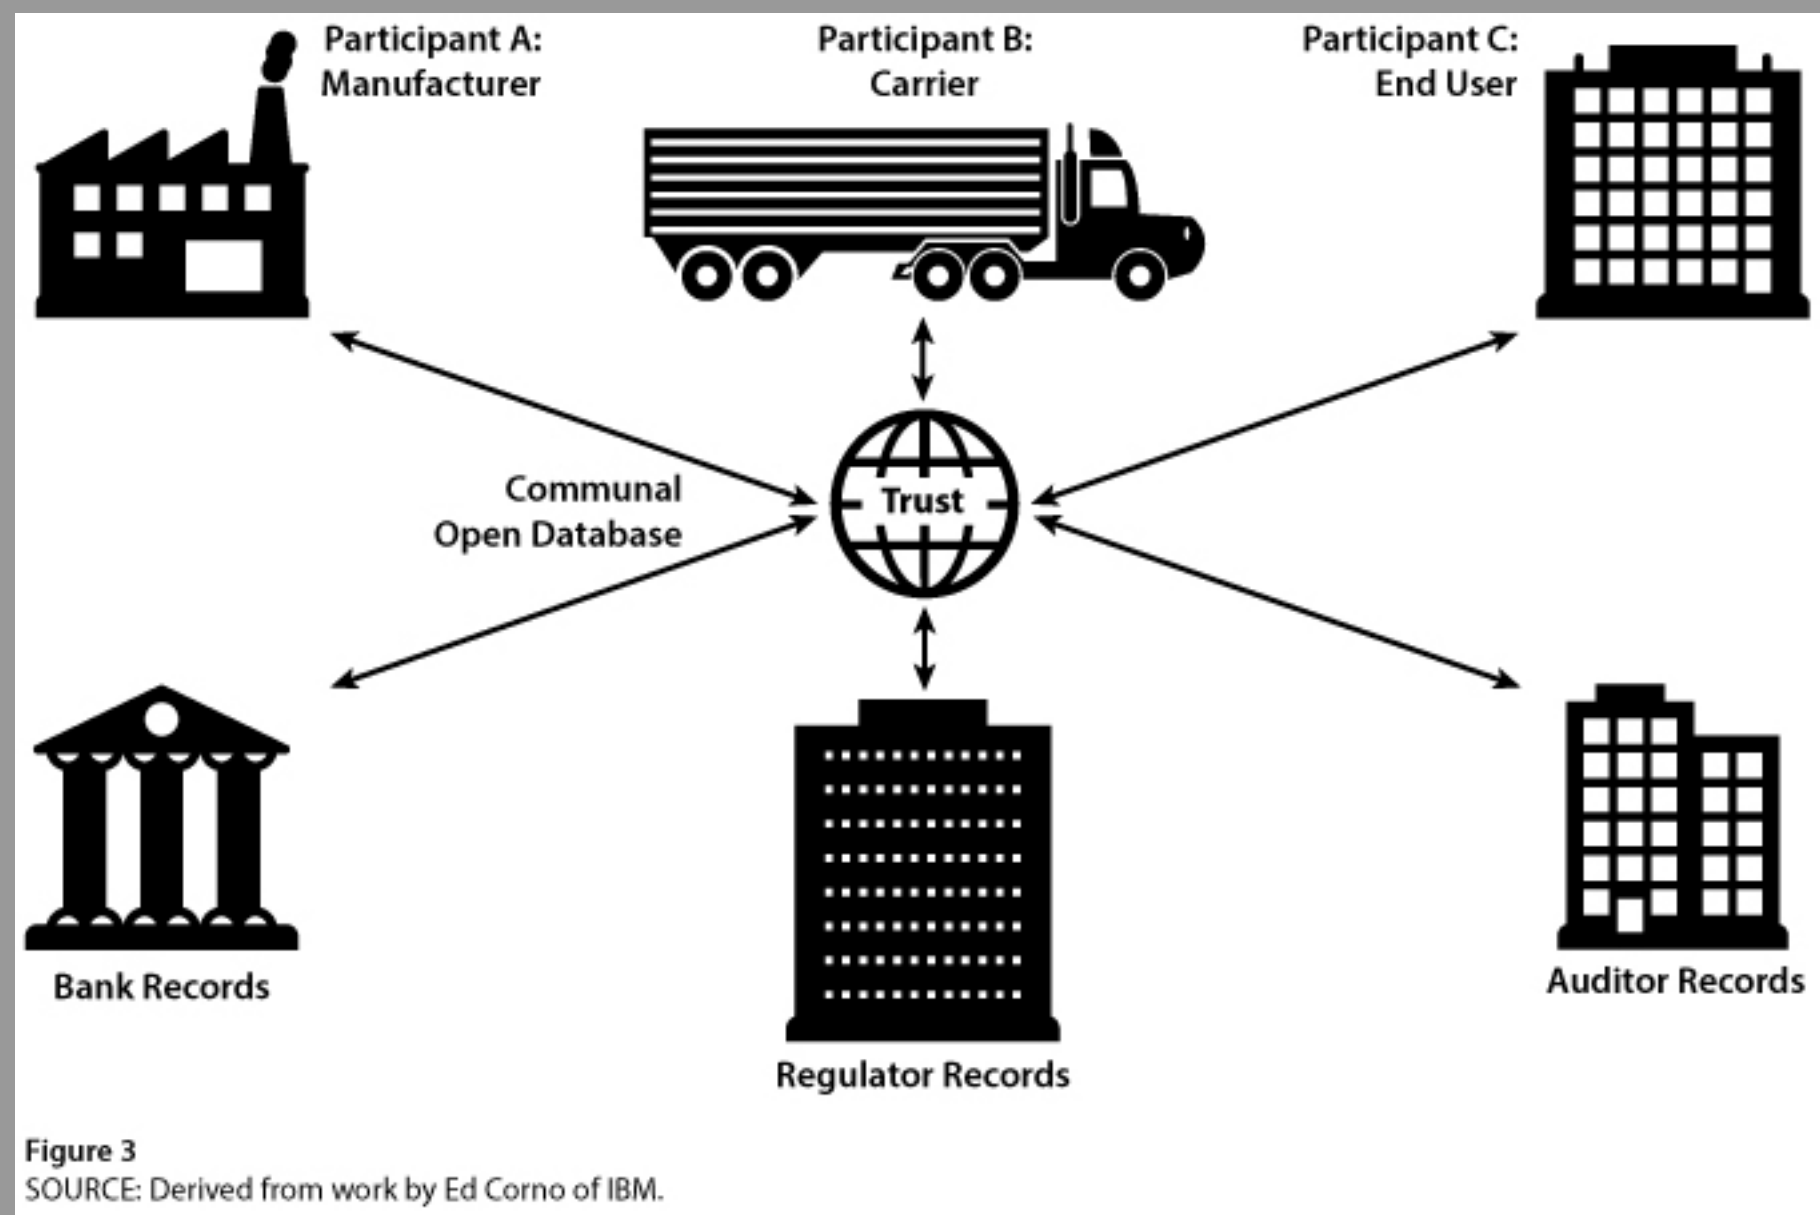 Participant A:
Manufacturer
Participant B:
Carrier
Participant C:
End User
Communal
Open Database
Trust
Bank Records
Regulator Records
Auditor Records
Figure 3
SOURCE: Derived from work by Ed Corno of IBM.